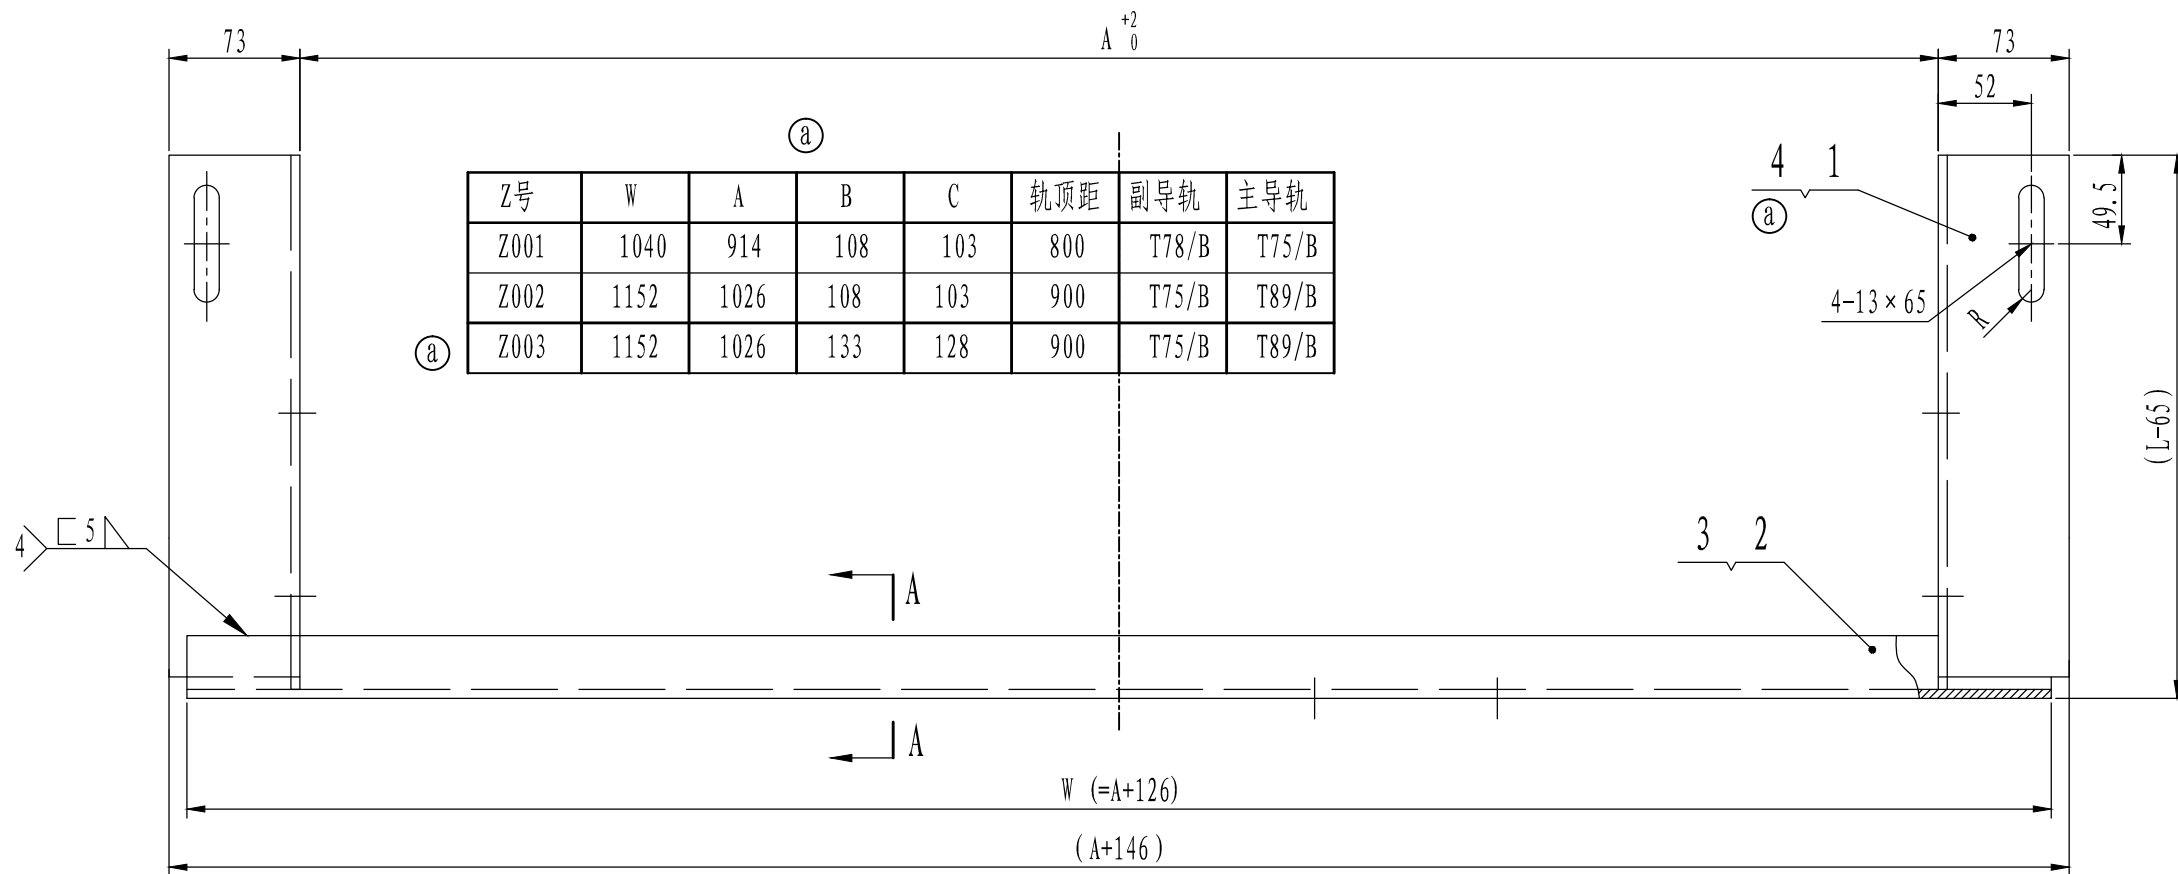 73
A +2 0
73
52
ⓐ
4 1
ⓐ
49.5
Z号 W A B C 轨顶距 副导轨 主导轨
Z001 1040 914 108 103 800 T78/B T75/B
Z002 1152 1026 108 103 900 T75/B T89/B
ⓐ Z003 1152 1026 133 128 900 T75/B T89/B
4-13×65
R
(L-65)
4 5
3 2
A
A
W (=A+126)
(A+146)